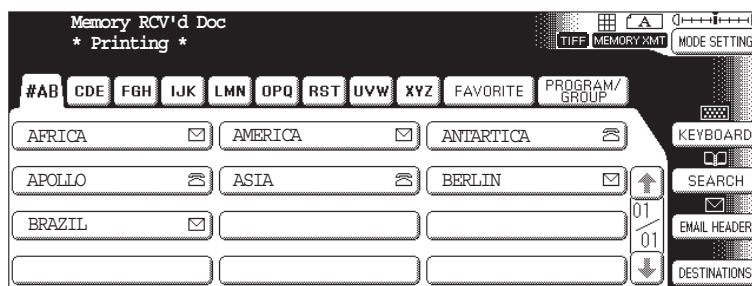 Memory RCV'd Doc
* Printing *
A
TIFF MEMORY XMT MODE SETTING
#AB CDE FGH IJK LMN OPQ RST UVW XYZ FAVORITE PROGRAM/
GROUP
AFRICA AMERICA ANTARTICA KEYBOARD
APOLLO ASIA BERLIN SEARCH
BRAZIL 01 EMAIL HEADER
01
DESTINATIONS